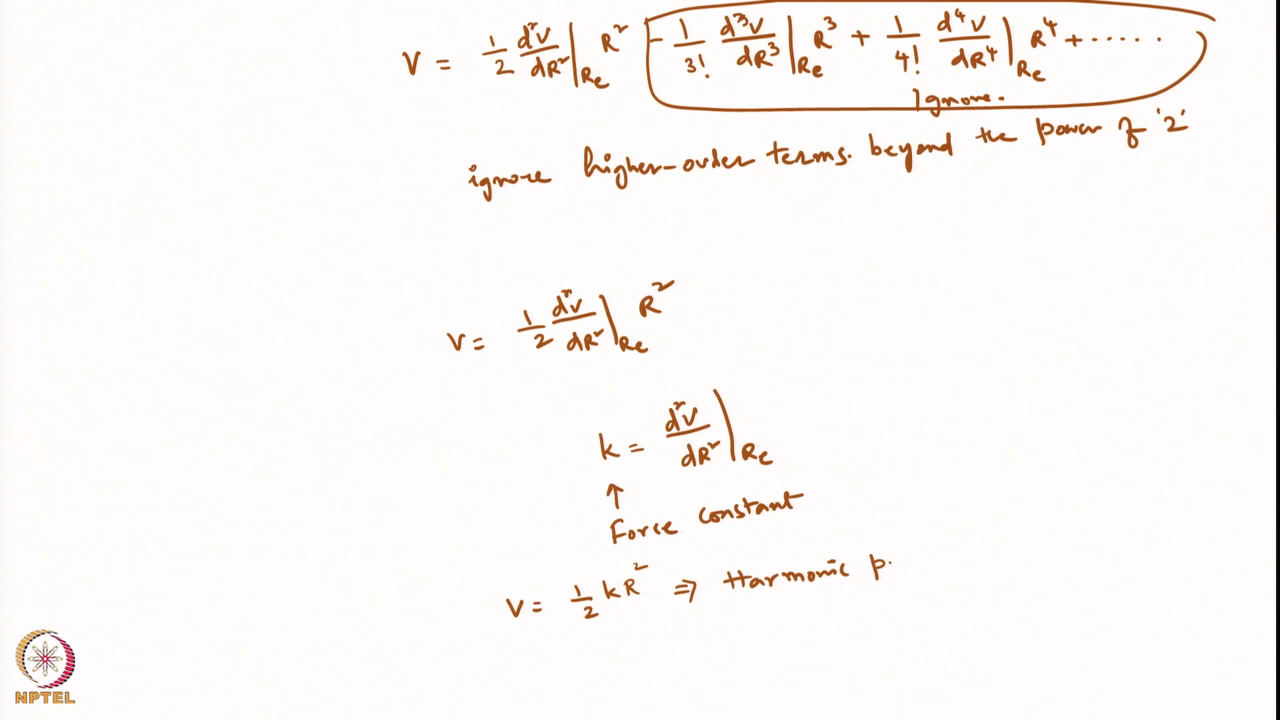 V = 1/2 d²V/dR²|Re R² - 1/3! d³V/dR³|Re R³ + 1/4! d⁴V/dR⁴|Re R⁴ + ......
Ignore.
ignore higher-order terms. beyond the power of '2'
V = 1/2 d²V/dR²|Re R²
k = d²V/dR²|Re
↑
Force constant
V = 1/2 kR² ⇒ Harmonic p.
NPTEL